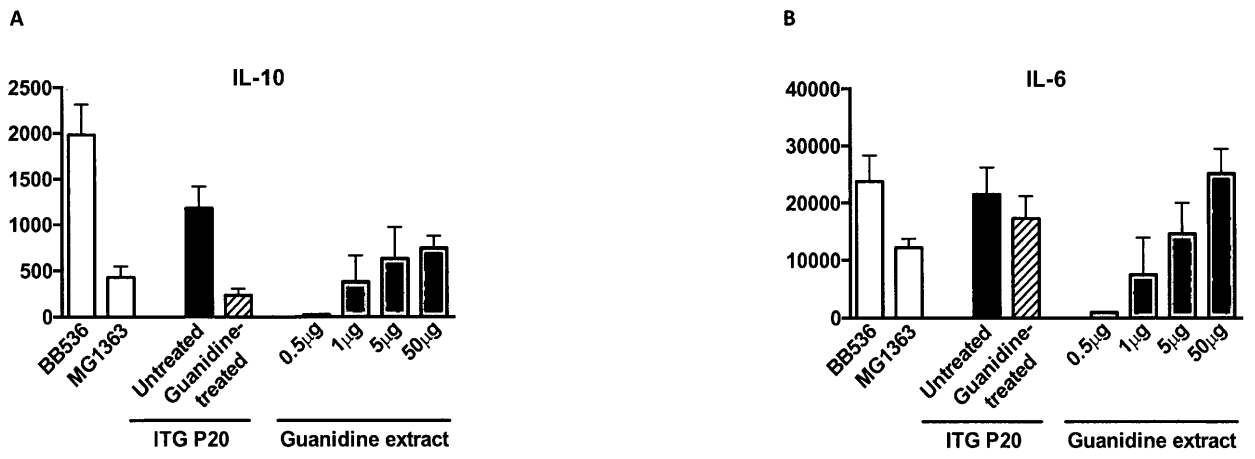 A
IL-10
2500
2000
1500
1000
500
0
BB536
MG1363
Untreated
Guanidine-
treated
0.5µg
1µg
5µg
50µg
ITG P20
Guanidine extract
B
IL-6
40000
30000
20000
10000
0
BB536
MG1363
Untreated
Guanidine-
treated
0.5µg
1µg
5µg
50µg
ITG P20
Guanidine extract